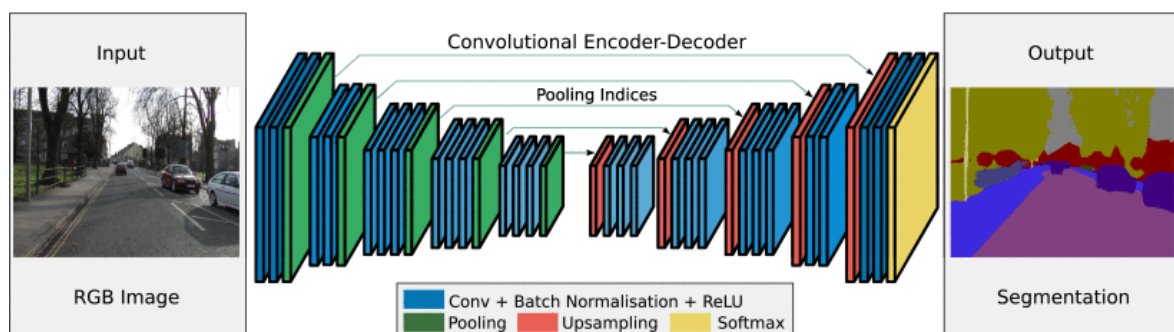 Input
RGB Image
Convolutional Encoder-Decoder
Pooling Indices
Output
Segmentation
Conv + Batch Normalisation + ReLU
Pooling Upsampling Softmax